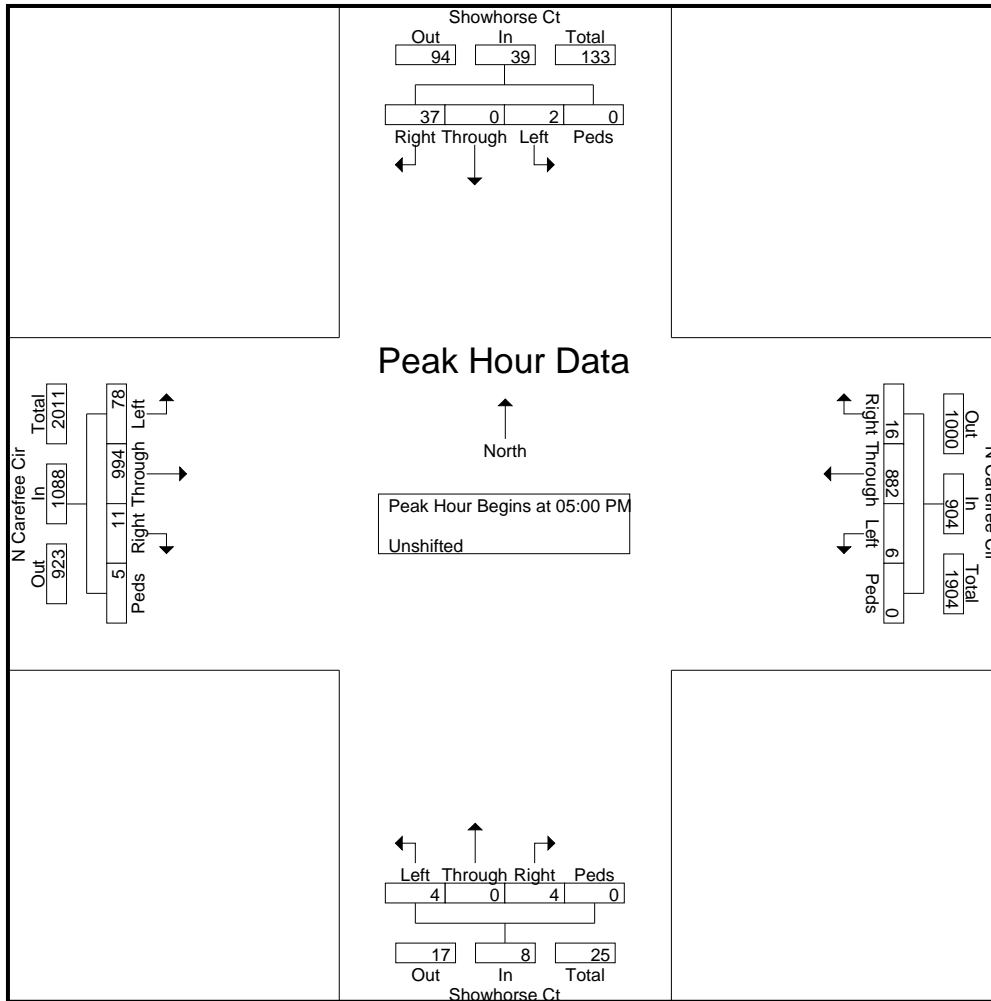 Showhorse Ct
Out In Total
94 39 133
37 0 2 0
Right Through Left Peds
Peak Hour Data
North
Peak Hour Begins at 05:00 PM
Unshifted
N Carefree Cir
Out In Total
923 1088 2011
5 11 994 78
Peds Right Through Left
N Carefree Cir
Out In Total
1000 904 1904
16 882 6 0
Right Through Left Peds
Left Through Right Peds
4 0 4 0
17 8 25
Out In Total
Showhorse Ct